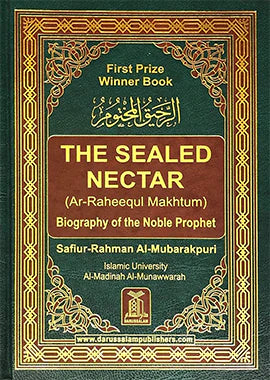 First Prize
Winner Book
الرحيق المختوم
THE SEALED
NECTAR
(Ar-Raheequl Makhtum)
Biography of the Noble Prophet
Safiur-Rahman Al-Mubarakpuri
Islamic University
Al-Madinah Al-Munawwarah
DARUSSALAM
www.darussalampublishers.com